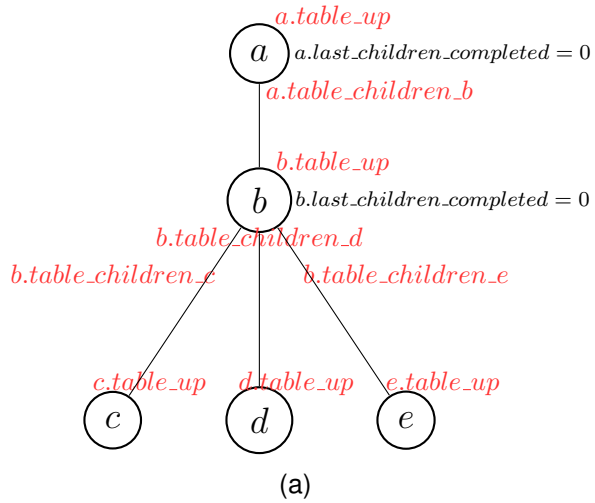 a.table_up
a
a.last_children_completed = 0
a.table_children_b
b.table_up
b
b.last_children_completed = 0
b.table_children_d
b.table_children_c
b.table_children_e
c.table_up
d.table_up
e.table_up
c
d
e
(a)